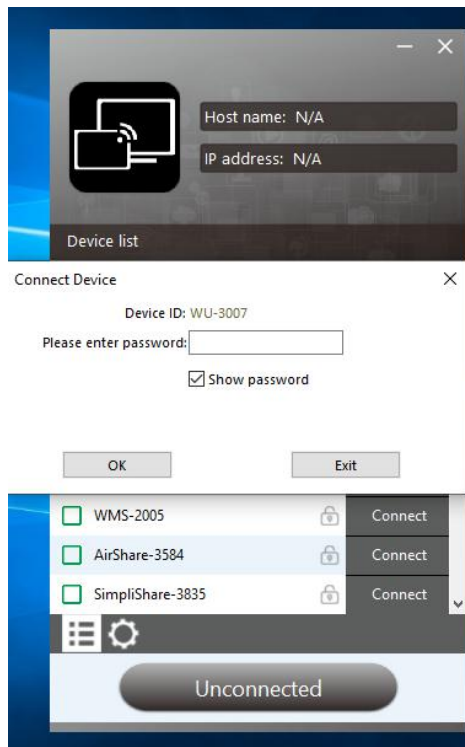 Host name: N/A
IP address: N/A
Device list
Connect Device
Device ID: WU-3007
Please enter password:
Show password
OK Exit
WMS-2005 Connect
AirShare-3584 Connect
SimpliShare-3835 Connect
Unconnected